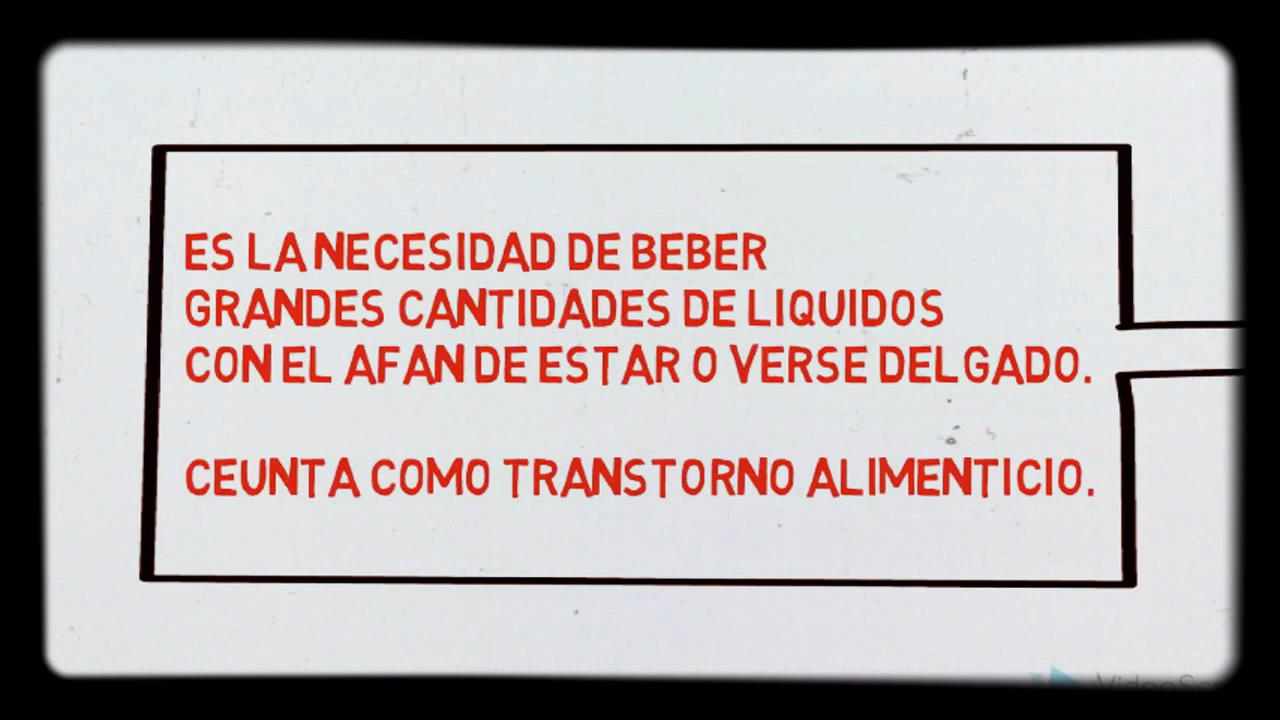 ES LA NECESIDAD DE BEBER
GRANDES CANTIDADES DE LIQUIDOS
CON EL AFAN DE ESTAR O VERSE DELGADO.
CEUNTA COMO TRANSTORNO ALIMENTICIO.